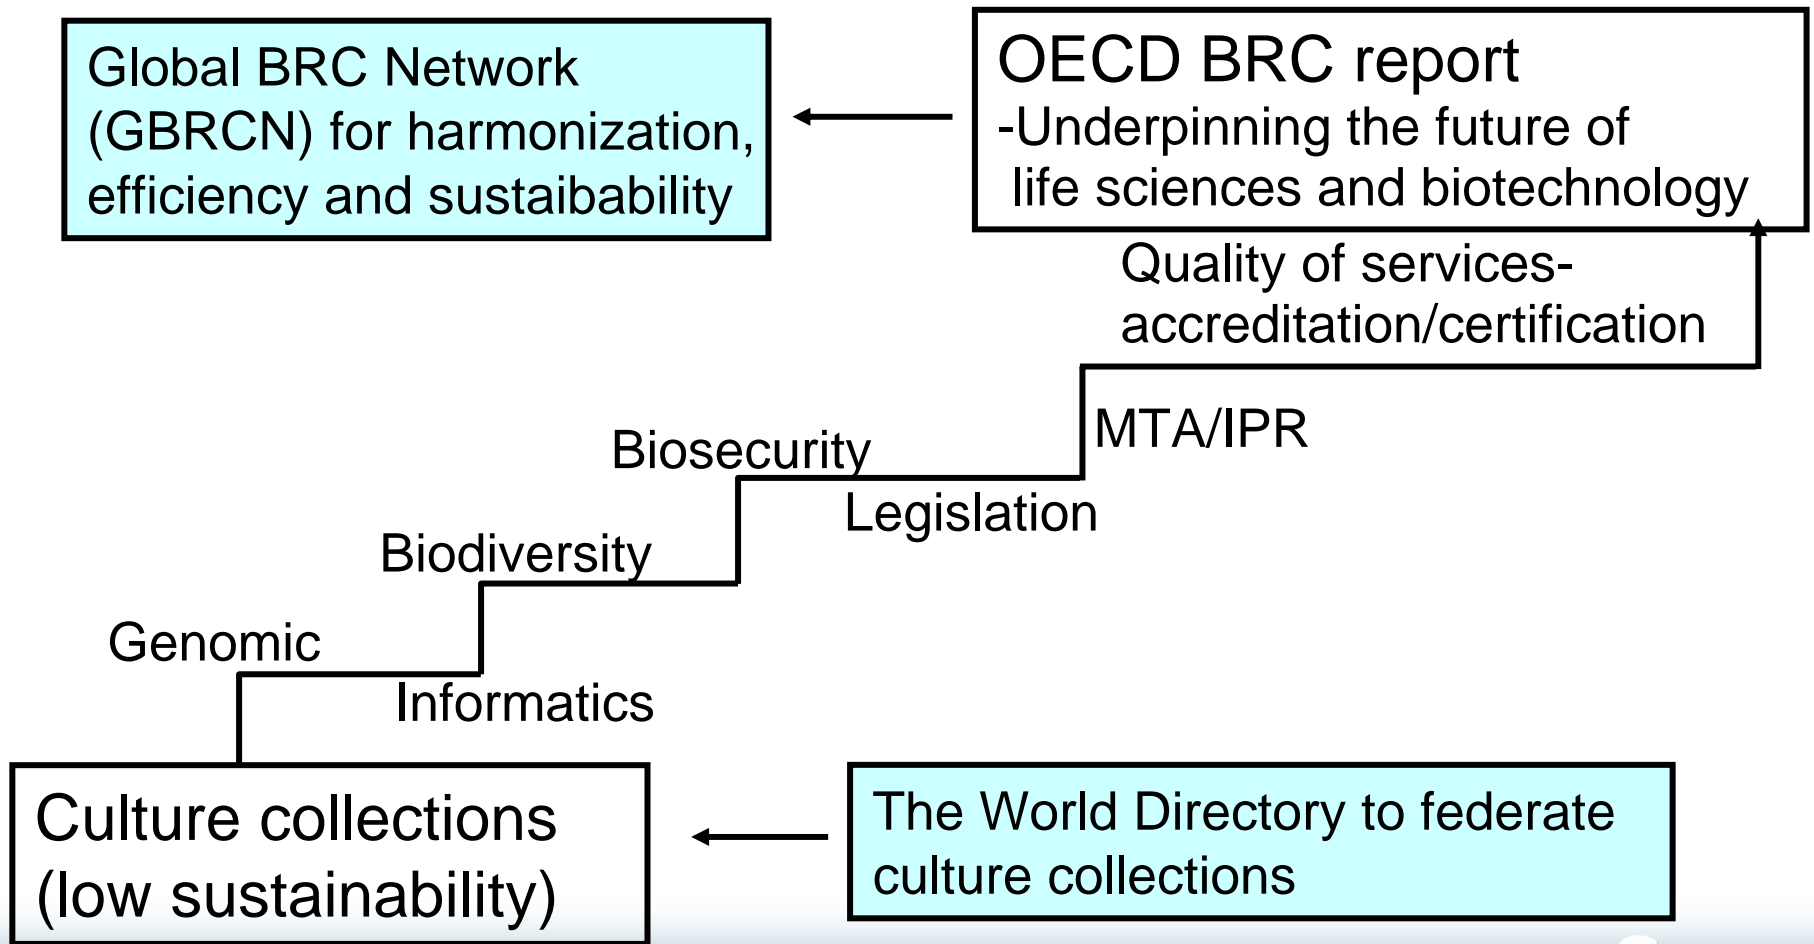 Global BRC Network
(GBRCN) for harmonization,
efficiency and sustaibability
OECD BRC report
-Underpinning the future of
life sciences and biotechnology
Quality of services-
accreditation/certification
MTA/IPR
Biosecurity
Legislation
Biodiversity
Genomic
Informatics
Culture collections
(low sustainability)
The World Directory to federate
culture collections